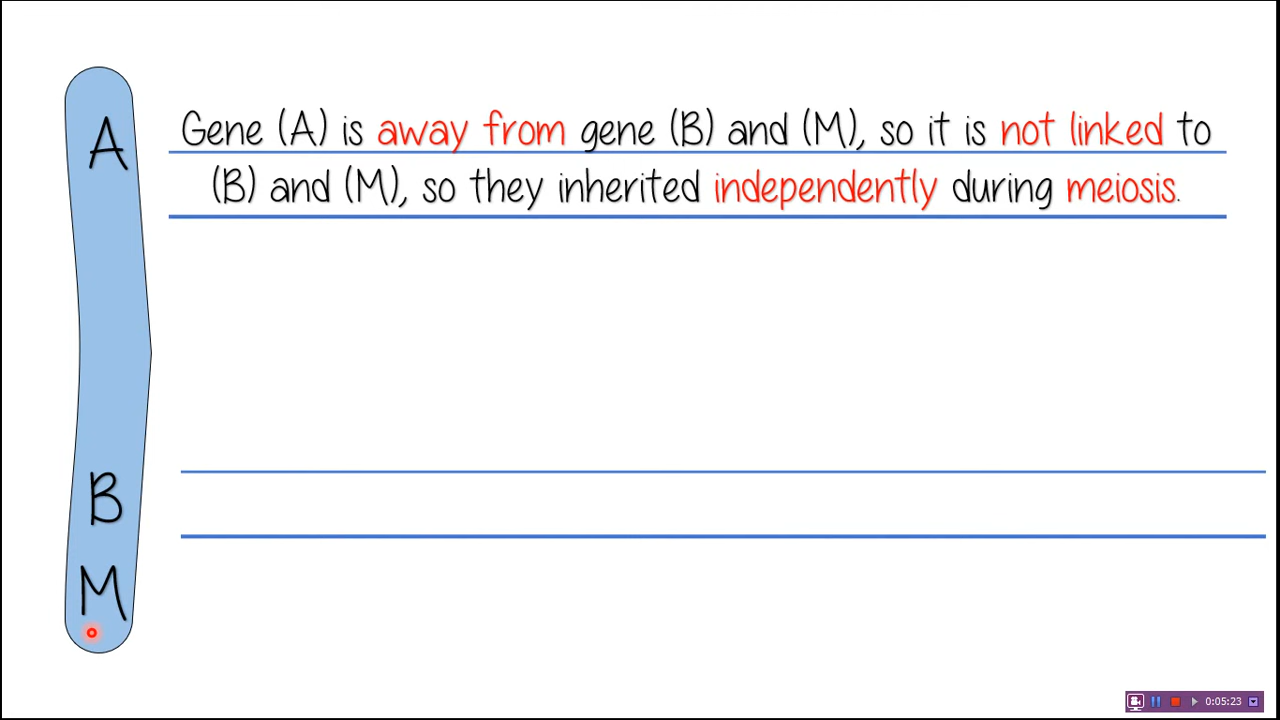 A
Gene (A) is away from gene (B) and (M), so it is not linked to
(B) and (M), so they inherited independently during meiosis.
B
M
0:05:23